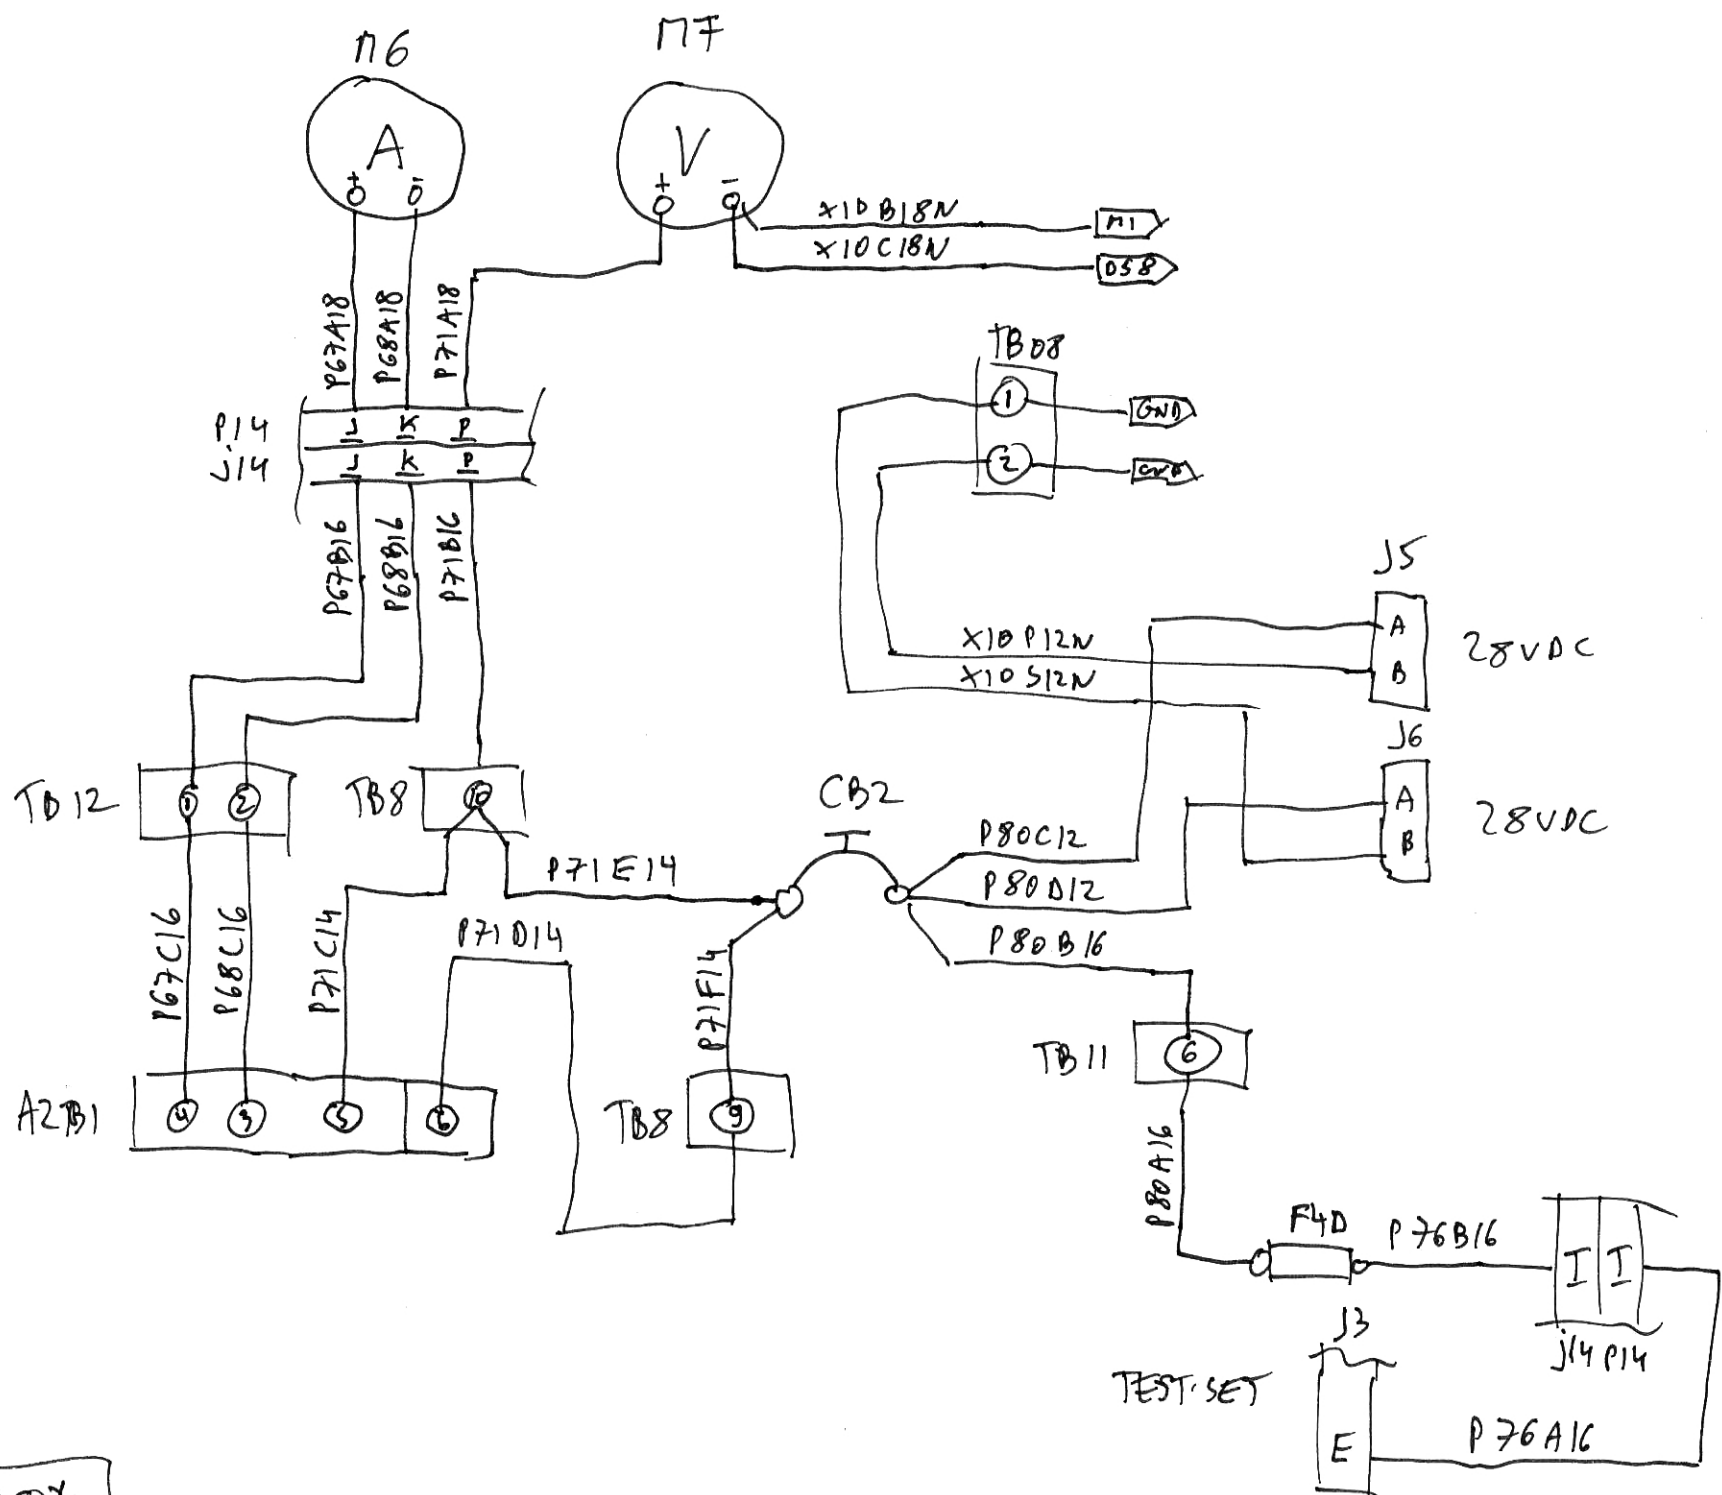 M6
M7
A
V
+ -
+ -
X10B18N
M1
X10C18N
DS8
P67A18
P68A18
P71A18
TB08
1
GND
2
GND
P14
J K P
J14
J K P
P67B16
P68B16
P71B16
J5
A
B
28VDC
X10P12N
X10S12N
J6
A
B
28VDC
TB12
1 2
TB8
10
CB2
P80C12
P80D12
P80B16
P71E14
P71D14
P67C16
P68C16
P71C14
P71F14
A2TB1
4 3 5 6
TB8
9
TB11
6
P80A16
F4D
P76B16
I I
J14 P14
J3
TEST-SET
E
P76A16